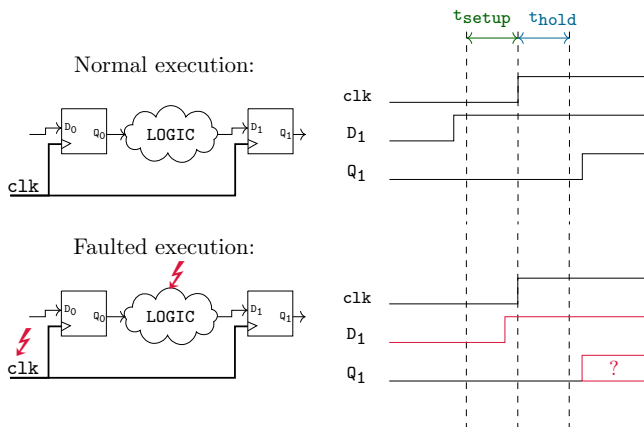 t_setup t_hold
Normal execution:
clk
D_0 Q_0 LOGIC D_1 Q_1
D_1
Q_1
clk
Faulted execution:
D_0 Q_0 LOGIC D_1 Q_1
clk
D_1
clk
Q_1 ?